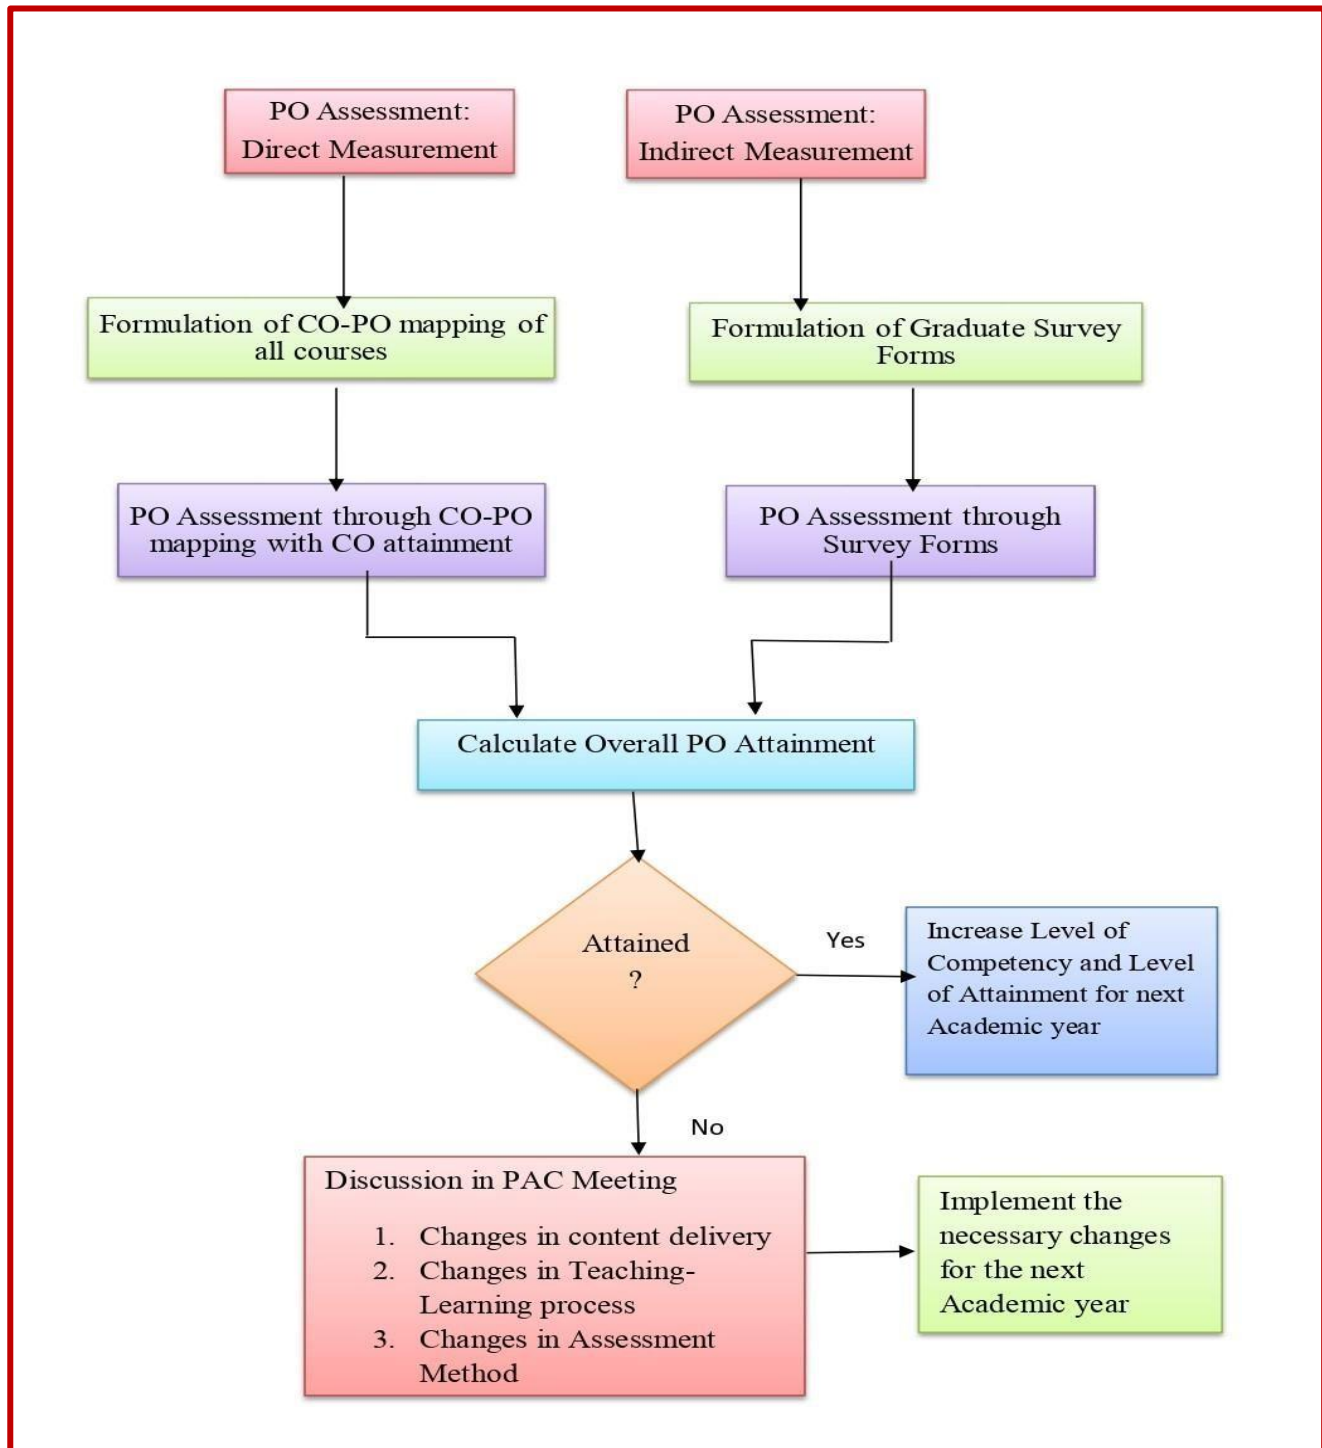 PO Assessment:
Direct Measurement
PO Assessment:
Indirect Measurement
Formulation of CO-PO mapping of
all courses
Formulation of Graduate Survey
Forms
PO Assessment through CO-PO
mapping with CO attainment
PO Assessment through
Survey Forms
Calculate Overall PO Attainment
Attained
?
Yes
Increase Level of
Competency and Level
of Attainment for next
Academic year
No
Discussion in PAC Meeting
1. Changes in content delivery
2. Changes in Teaching-
Learning process
3. Changes in Assessment
Method
Implement the
necessary changes
for the next
Academic year